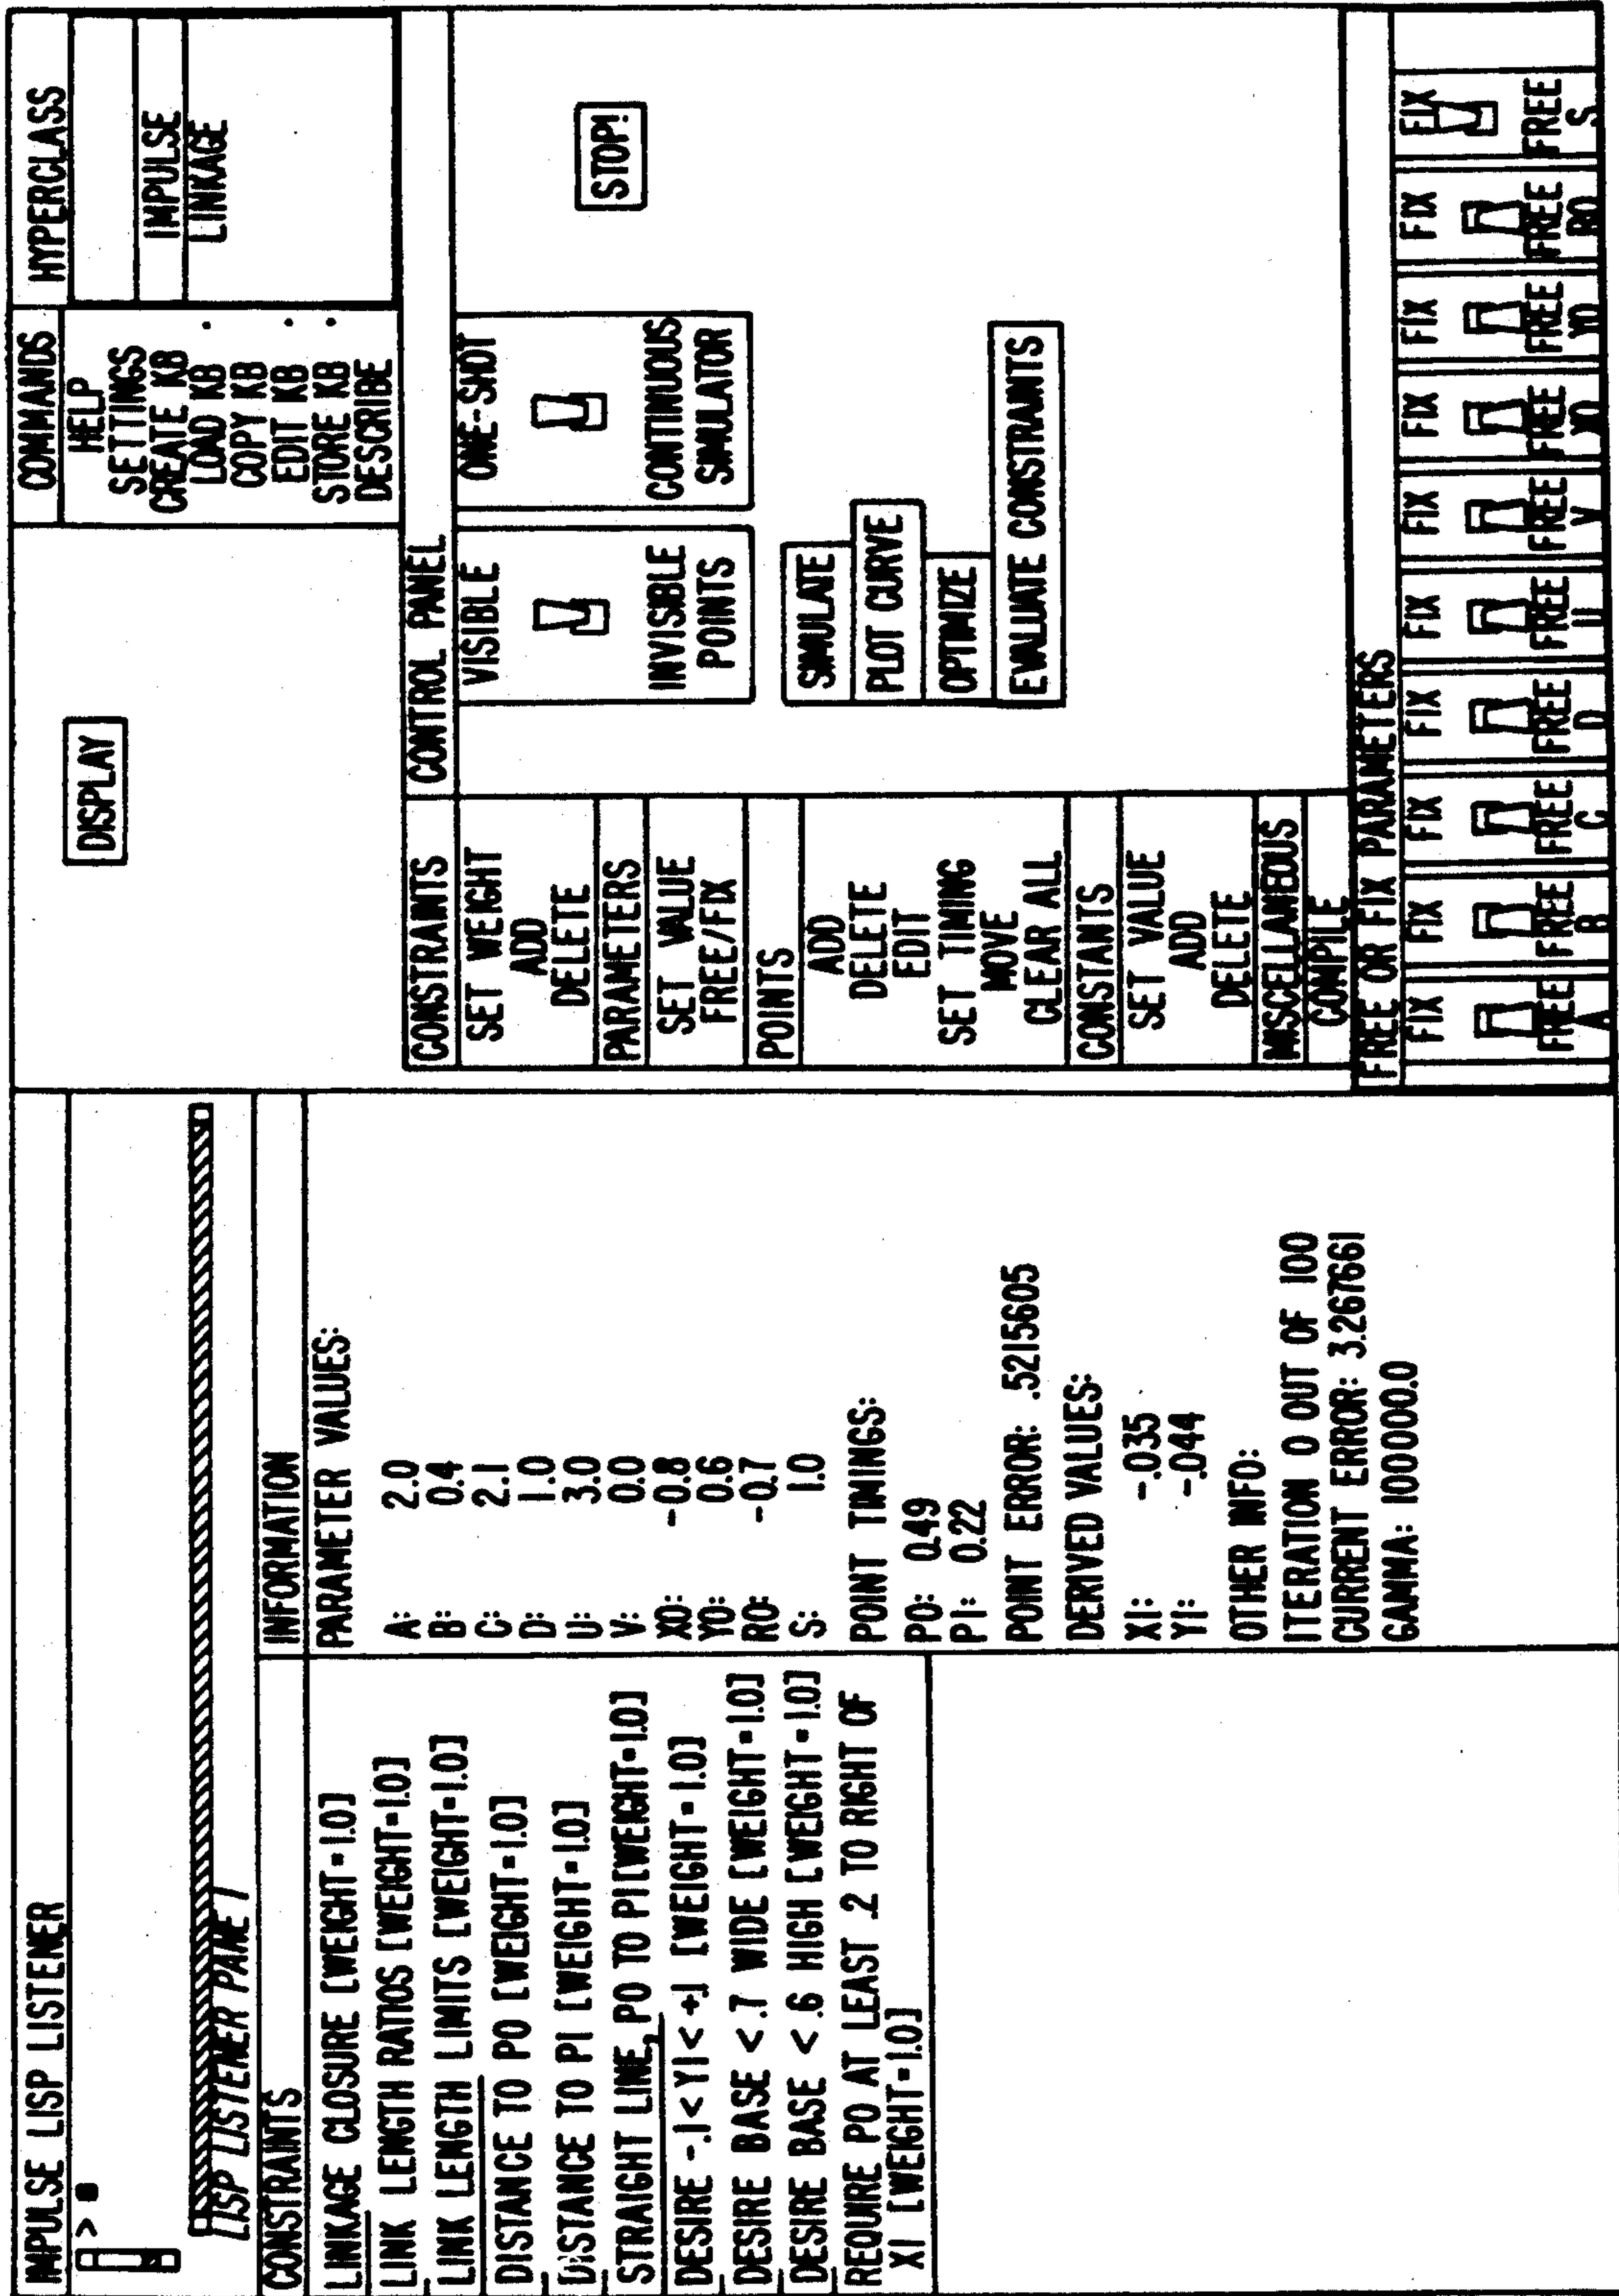 IMPULSE LISP LISTENER
>
LISP LISTENER PANE 1
CONSTRAINTS
LINKAGE CLOSURE [WEIGHT=1.0]
LINK LENGTH RATIOS [WEIGHT=1.0]
LINK LENGTH LIMITS [WEIGHT=1.0]
DISTANCE TO PO [WEIGHT=1.0]
DISTANCE TO P1 [WEIGHT=1.0]
STRAIGHT LINE, PO TO P1 [WEIGHT=1.0]
DESIRE -.1<Y1<+.1 [WEIGHT=1.0]
DESIRE BASE <.7 WIDE [WEIGHT=1.0]
DESIRE BASE <.6 HIGH [WEIGHT=1.0]
REQUIRE PO AT LEAST .2 TO RIGHT OF
X1 [WEIGHT=1.0]
INFORMATION
PARAMETER VALUES:
A: 2.0
B: 0.4
C: 2.1
D: 1.0
U: 3.0
V: 0.0
XO: -0.8
YO: 0.6
RO: -0.7
S: 1.0
POINT TIMINGS:
PO: 0.49
P1: 0.22
POINT ERROR: .5215605
DERIVED VALUES:
X1: -.035
Y1: -.044
OTHER INFO:
ITERATION 0 OUT OF 100
CURRENT ERROR: 3.267661
GAMMA: 100000.0
DISPLAY
COMMANDS
HELP
SETTINGS
CREATE KB
LOAD KB
COPY KB
EDIT KB
STORE KB
DESCRIBE
HYPERCLASS
IMPULSE
LINKAGE
CONSTRAINTS
SET WEIGHT
ADD
DELETE
PARAMETERS
SET VALUE
FREE/FIX
POINTS
ADD
DELETE
EDIT
SET TIMING
MOVE
CLEAR ALL
CONSTANTS
SET VALUE
ADD
DELETE
MISCELLANEOUS
COMPILE
CONTROL PANEL
VISIBLE
INVISIBLE
POINTS
ONE-SHOT
CONTINUOUS
SIMULATOR
STOP!
SIMULATE
PLOT CURVE
OPTIMIZE
EVALUATE CONSTRAINTS
FREE OR FIX PARAMETERS
FIX FIX FIX FIX FIX FIX FIX FIX FIX FIX
FREE FREE FREE FREE FREE FREE FREE FREE FREE FREE
A B C D U V XO YO RO S